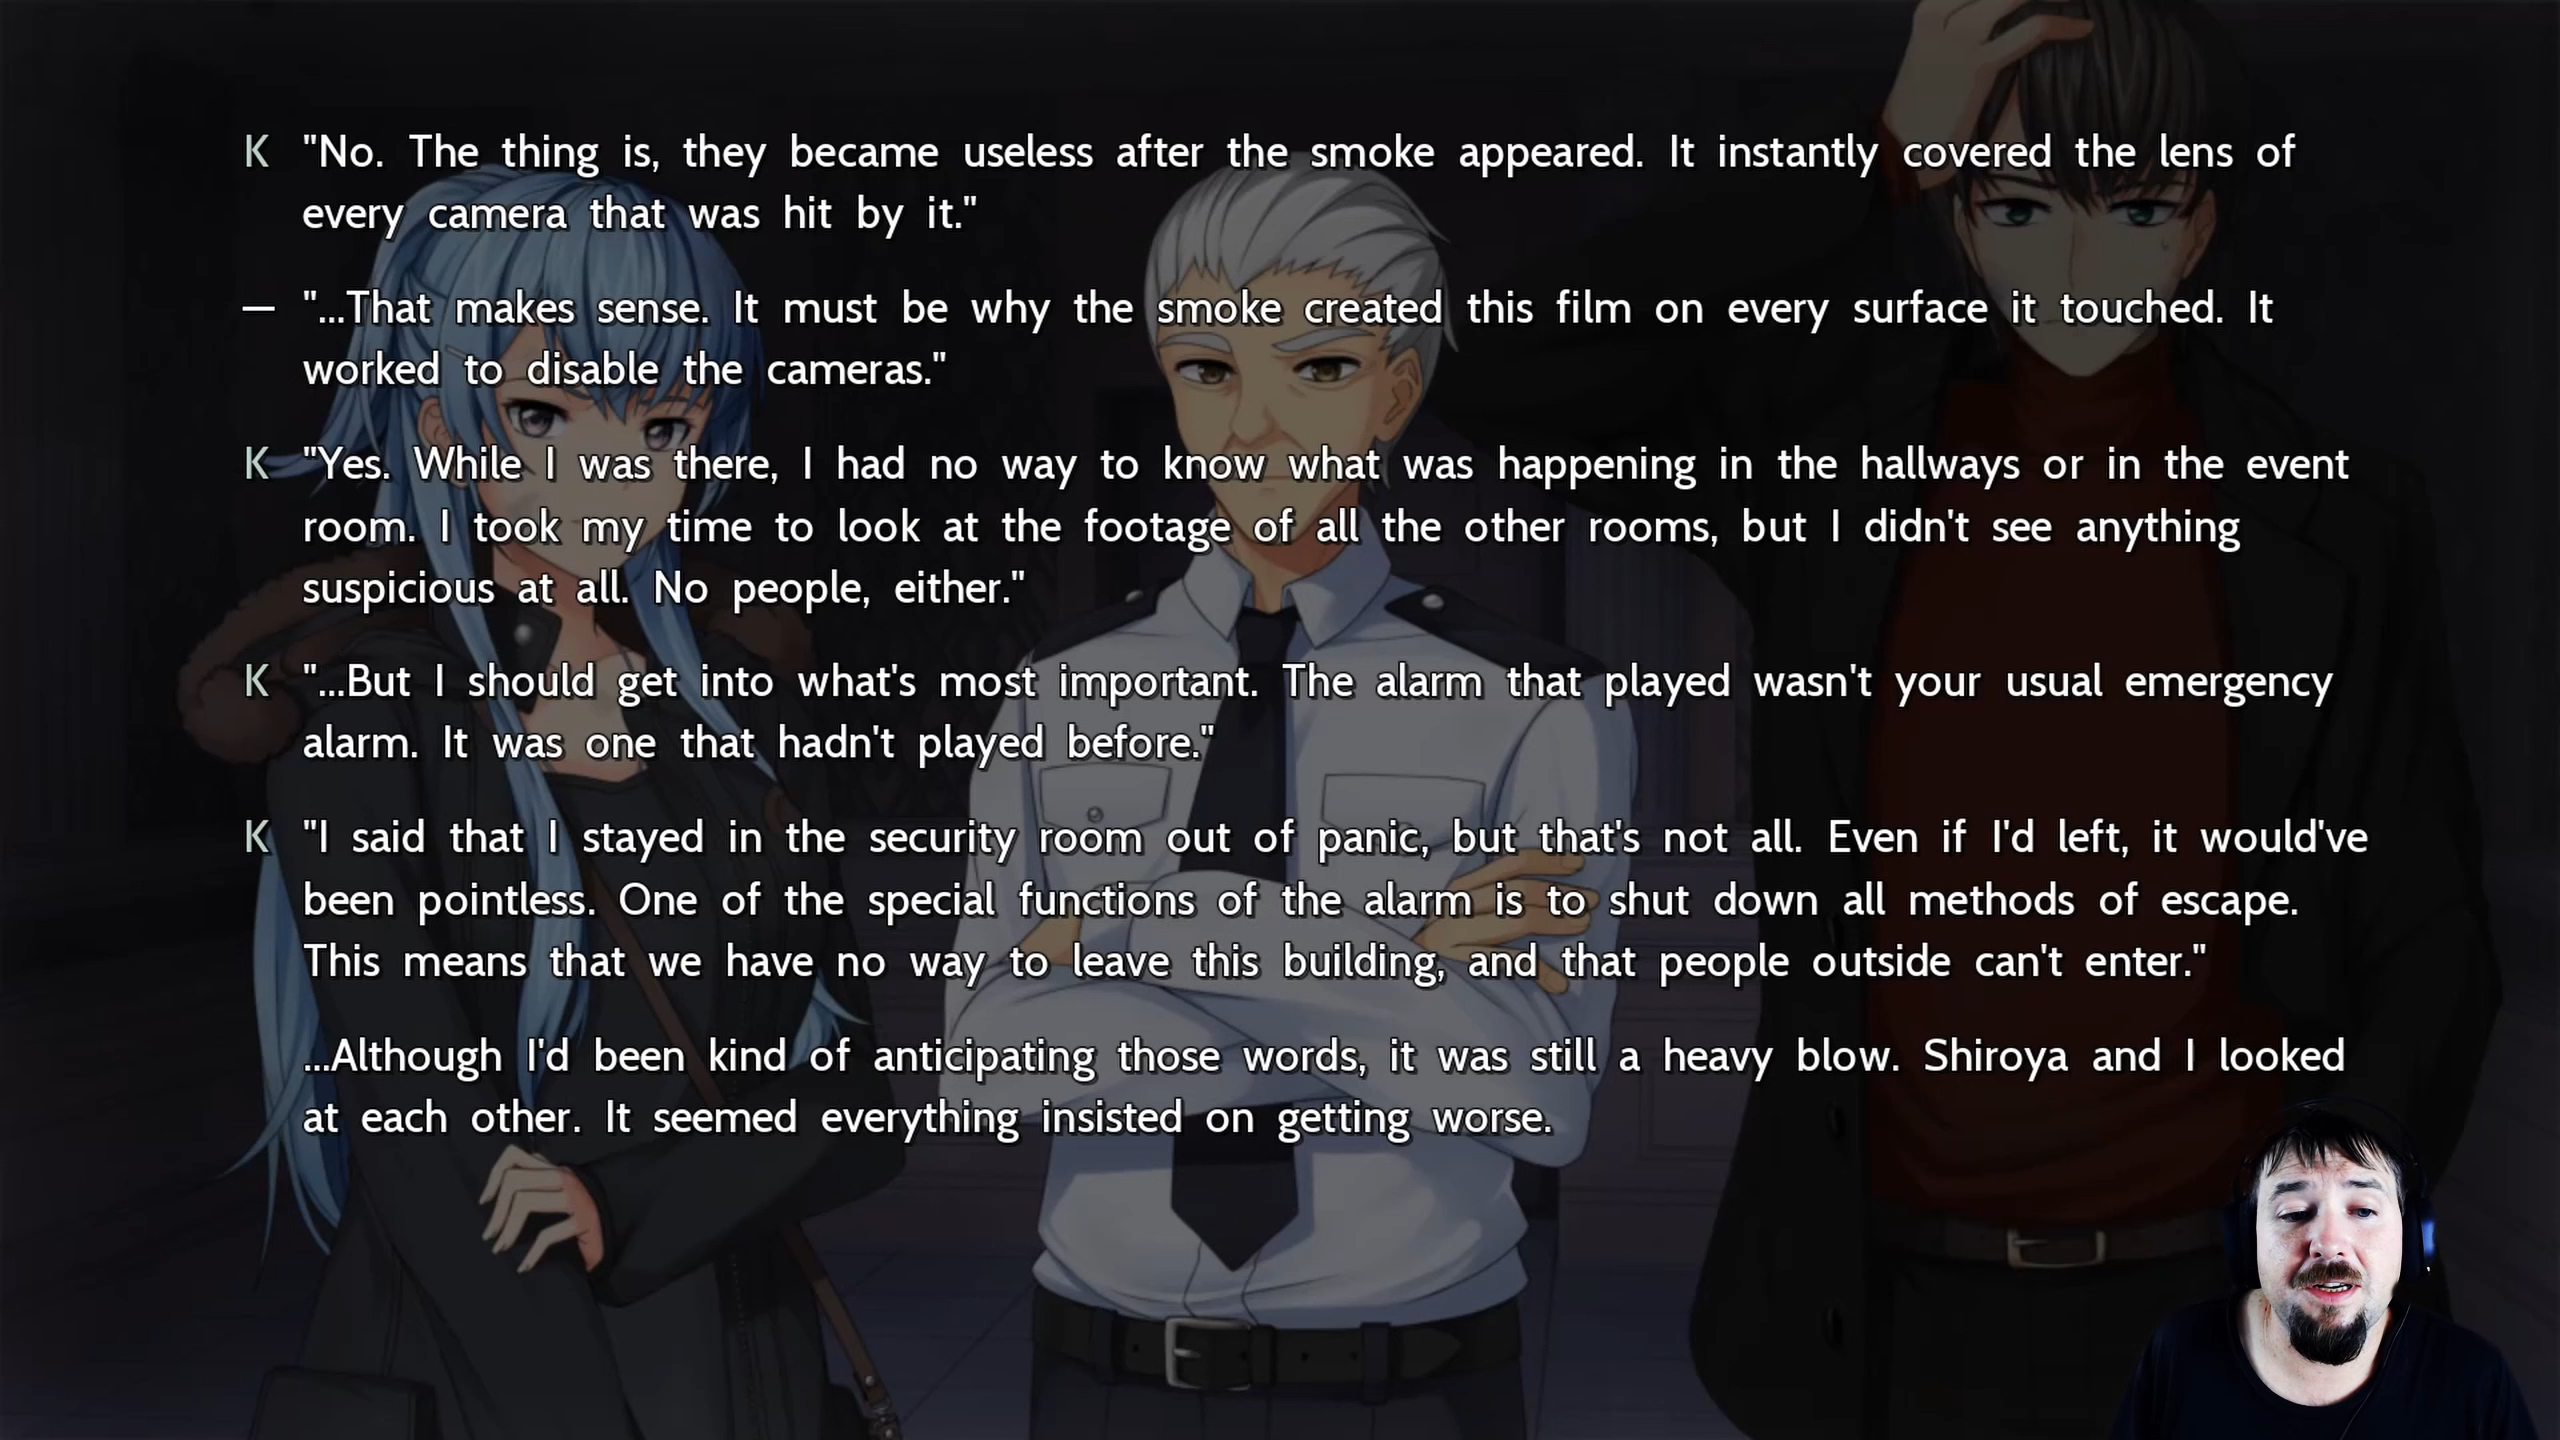 K "No. The thing is, they became useless after the smoke appeared. It instantly covered the lens of
every camera that was hit by it."
— "...That makes sense. It must be why the smoke created this film on every surface it touched. It
worked to disable the cameras."
K "Yes. While I was there, I had no way to know what was happening in the hallways or in the event
room. I took my time to look at the footage of all the other rooms, but I didn't see anything
suspicious at all. No people, either."
K "...But I should get into what's most important. The alarm that played wasn't your usual emergency
alarm. It was one that hadn't played before."
K "I said that I stayed in the security room out of panic, but that's not all. Even if I'd left, it would've
been pointless. One of the special functions of the alarm is to shut down all methods of escape.
This means that we have no way to leave this building, and that people outside can't enter."
...Although I'd been kind of anticipating those words, it was still a heavy blow. Shiroya and I looked
at each other. It seemed everything insisted on getting worse.